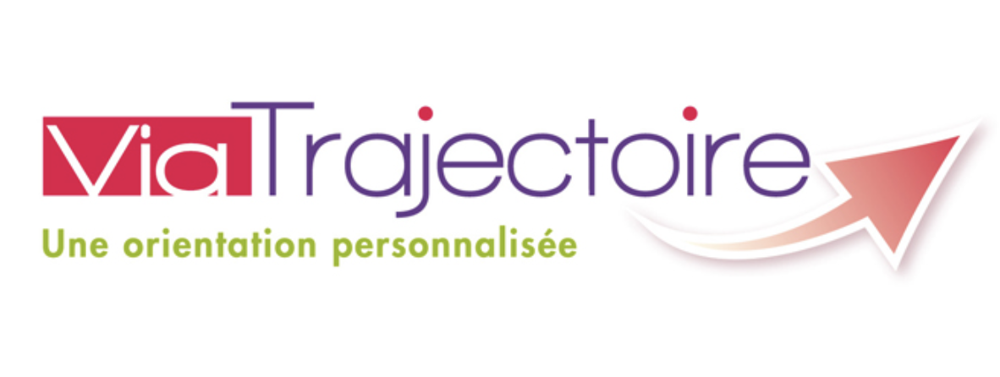 ViaTrajectoire
Une orientation personnalisée